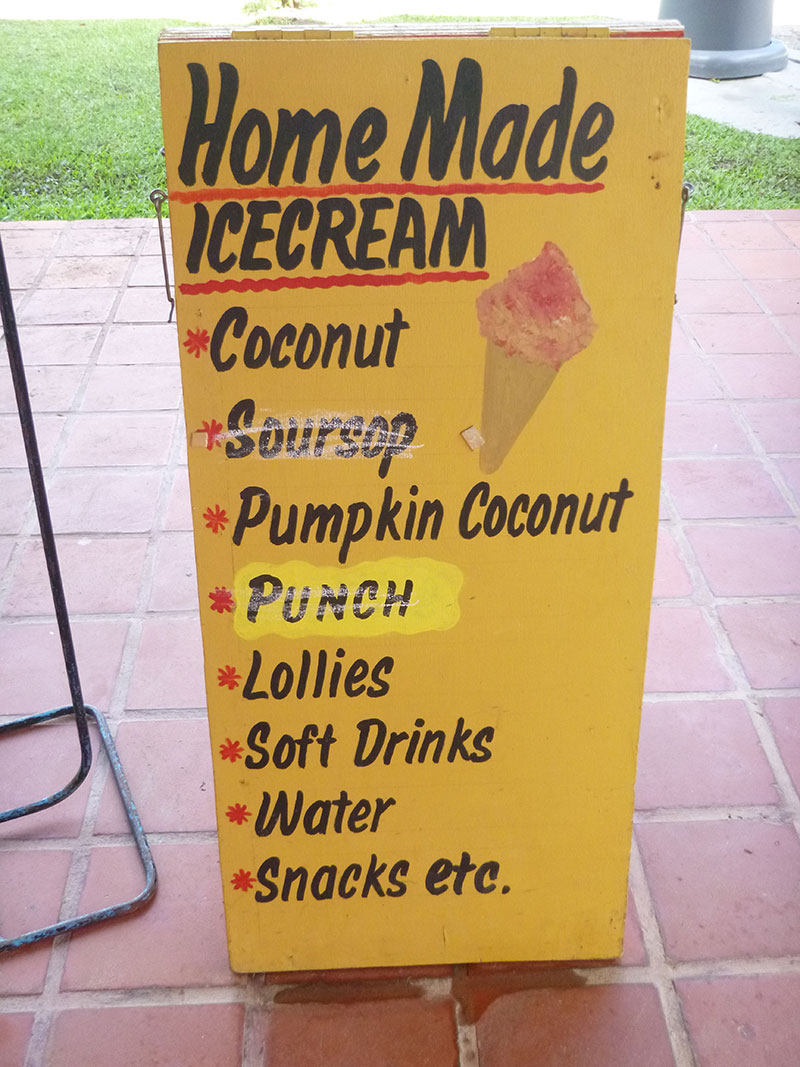 Home Made
ICECREAM
*Coconut
*Soursop
*Pumpkin Coconut
*PUNCH
*Lollies
*Soft Drinks
*Water
*Snacks etc.